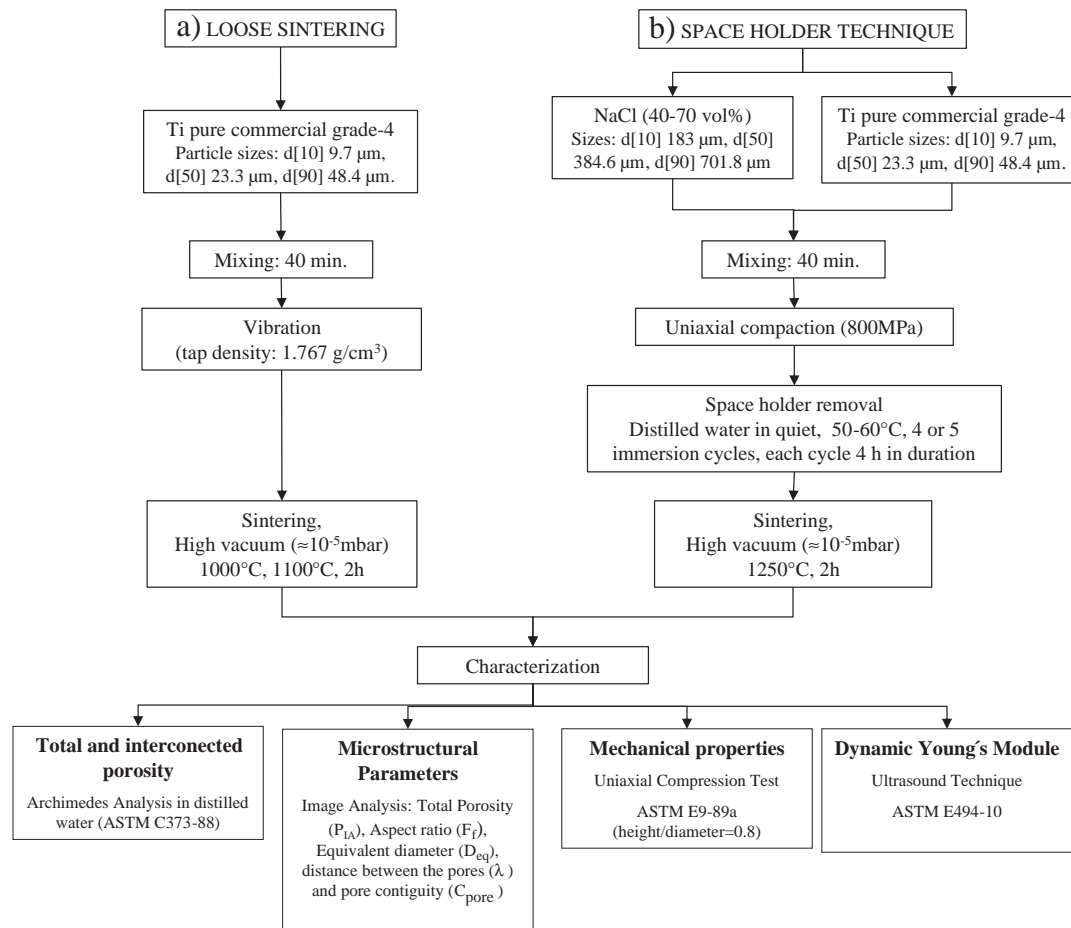 a) LOOSE SINTERING
Ti pure commercial grade-4
Particle sizes: d[10] 9.7 µm,
d[50] 23.3 µm, d[90] 48.4 µm.
Mixing: 40 min.
Vibration
(tap density: 1.767 g/cm³)
Sintering,
High vacuum (≈10⁻⁵mbar)
1000°C, 1100°C, 2h
b) SPACE HOLDER TECHNIQUE
NaCl (40-70 vol%)
Sizes: d[10] 183 µm, d[50]
384.6 µm, d[90] 701.8 µm
Ti pure commercial grade-4
Particle sizes: d[10] 9.7 µm,
d[50] 23.3 µm, d[90] 48.4 µm.
Mixing: 40 min.
Uniaxial compaction (800MPa)
Space holder removal
Distilled water in quiet, 50-60°C, 4 or 5
immersion cycles, each cycle 4 h in duration
Sintering,
High vacuum (≈10⁻⁵mbar)
1250°C, 2h
Characterization
Total and interconected
porosity
Archimedes Analysis in distilled
water (ASTM C373-88)
Microstructural
Parameters
Image Analysis: Total Porosity
(P_IA), Aspect ratio (F_f),
Equivalent diameter (D_eq),
distance between the pores (λ )
and pore contiguity (C_pore )
Mechanical properties
Uniaxial Compression Test
ASTM E9-89a
(height/diameter=0.8)
Dynamic Young´s Module
Ultrasound Technique
ASTM E494-10